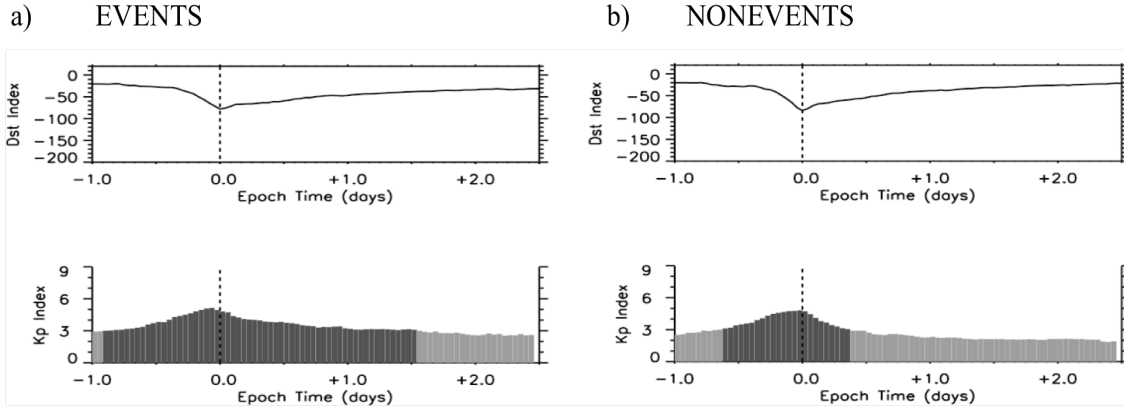 a) EVENTS
b) NONEVENTS
Dst Index
0
-50
-100
-150
-200
-1.0 0.0 +1.0 +2.0
Epoch Time (days)
Dst Index
0
-50
-100
-150
-200
-1.0 0.0 +1.0 +2.0
Epoch Time (days)
Kp Index
9
6
3
0
-1.0 0.0 +1.0 +2.0
Epoch Time (days)
Kp Index
9
6
3
0
-1.0 0.0 +1.0 +2.0
Epoch Time (days)